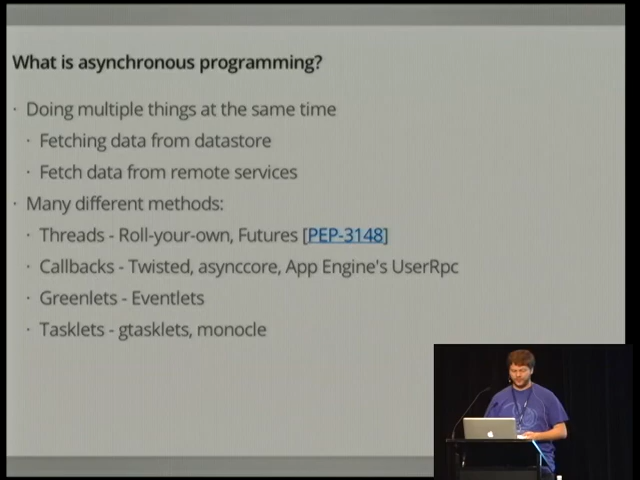 What is asynchronous programming?
· Doing multiple things at the same time
· Fetching data from datastore
· Fetch data from remote services
· Many different methods:
· Threads - Roll-your-own, Futures [PEP-3148]
· Callbacks - Twisted, asynccore, App Engine's UserRpc
· Greenlets - Eventlets
· Tasklets - gtasklets, monocle